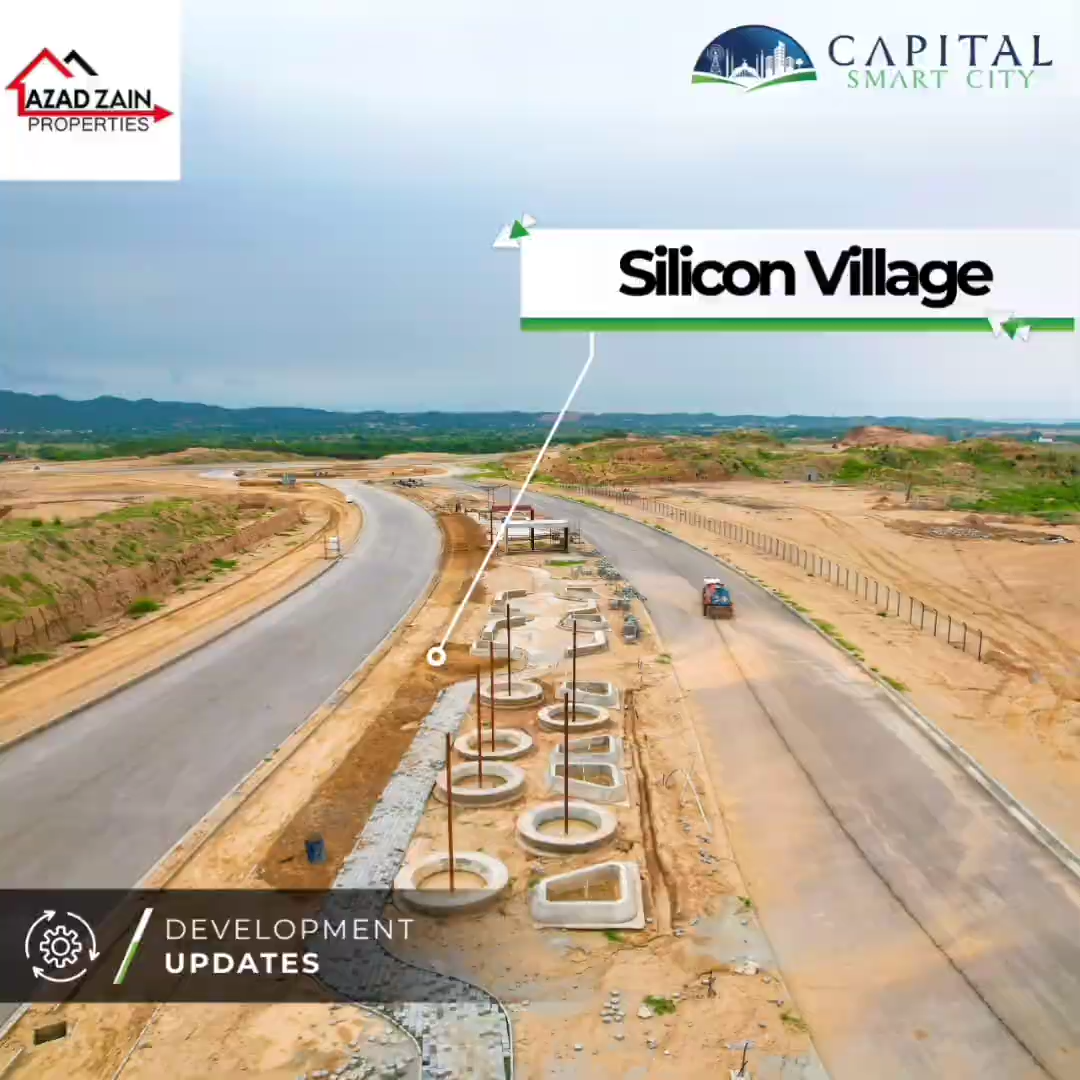 AZAD ZAIN
PROPERTIES
CAPITAL
SMART CITY
Silicon Village
DEVELOPMENT
UPDATES